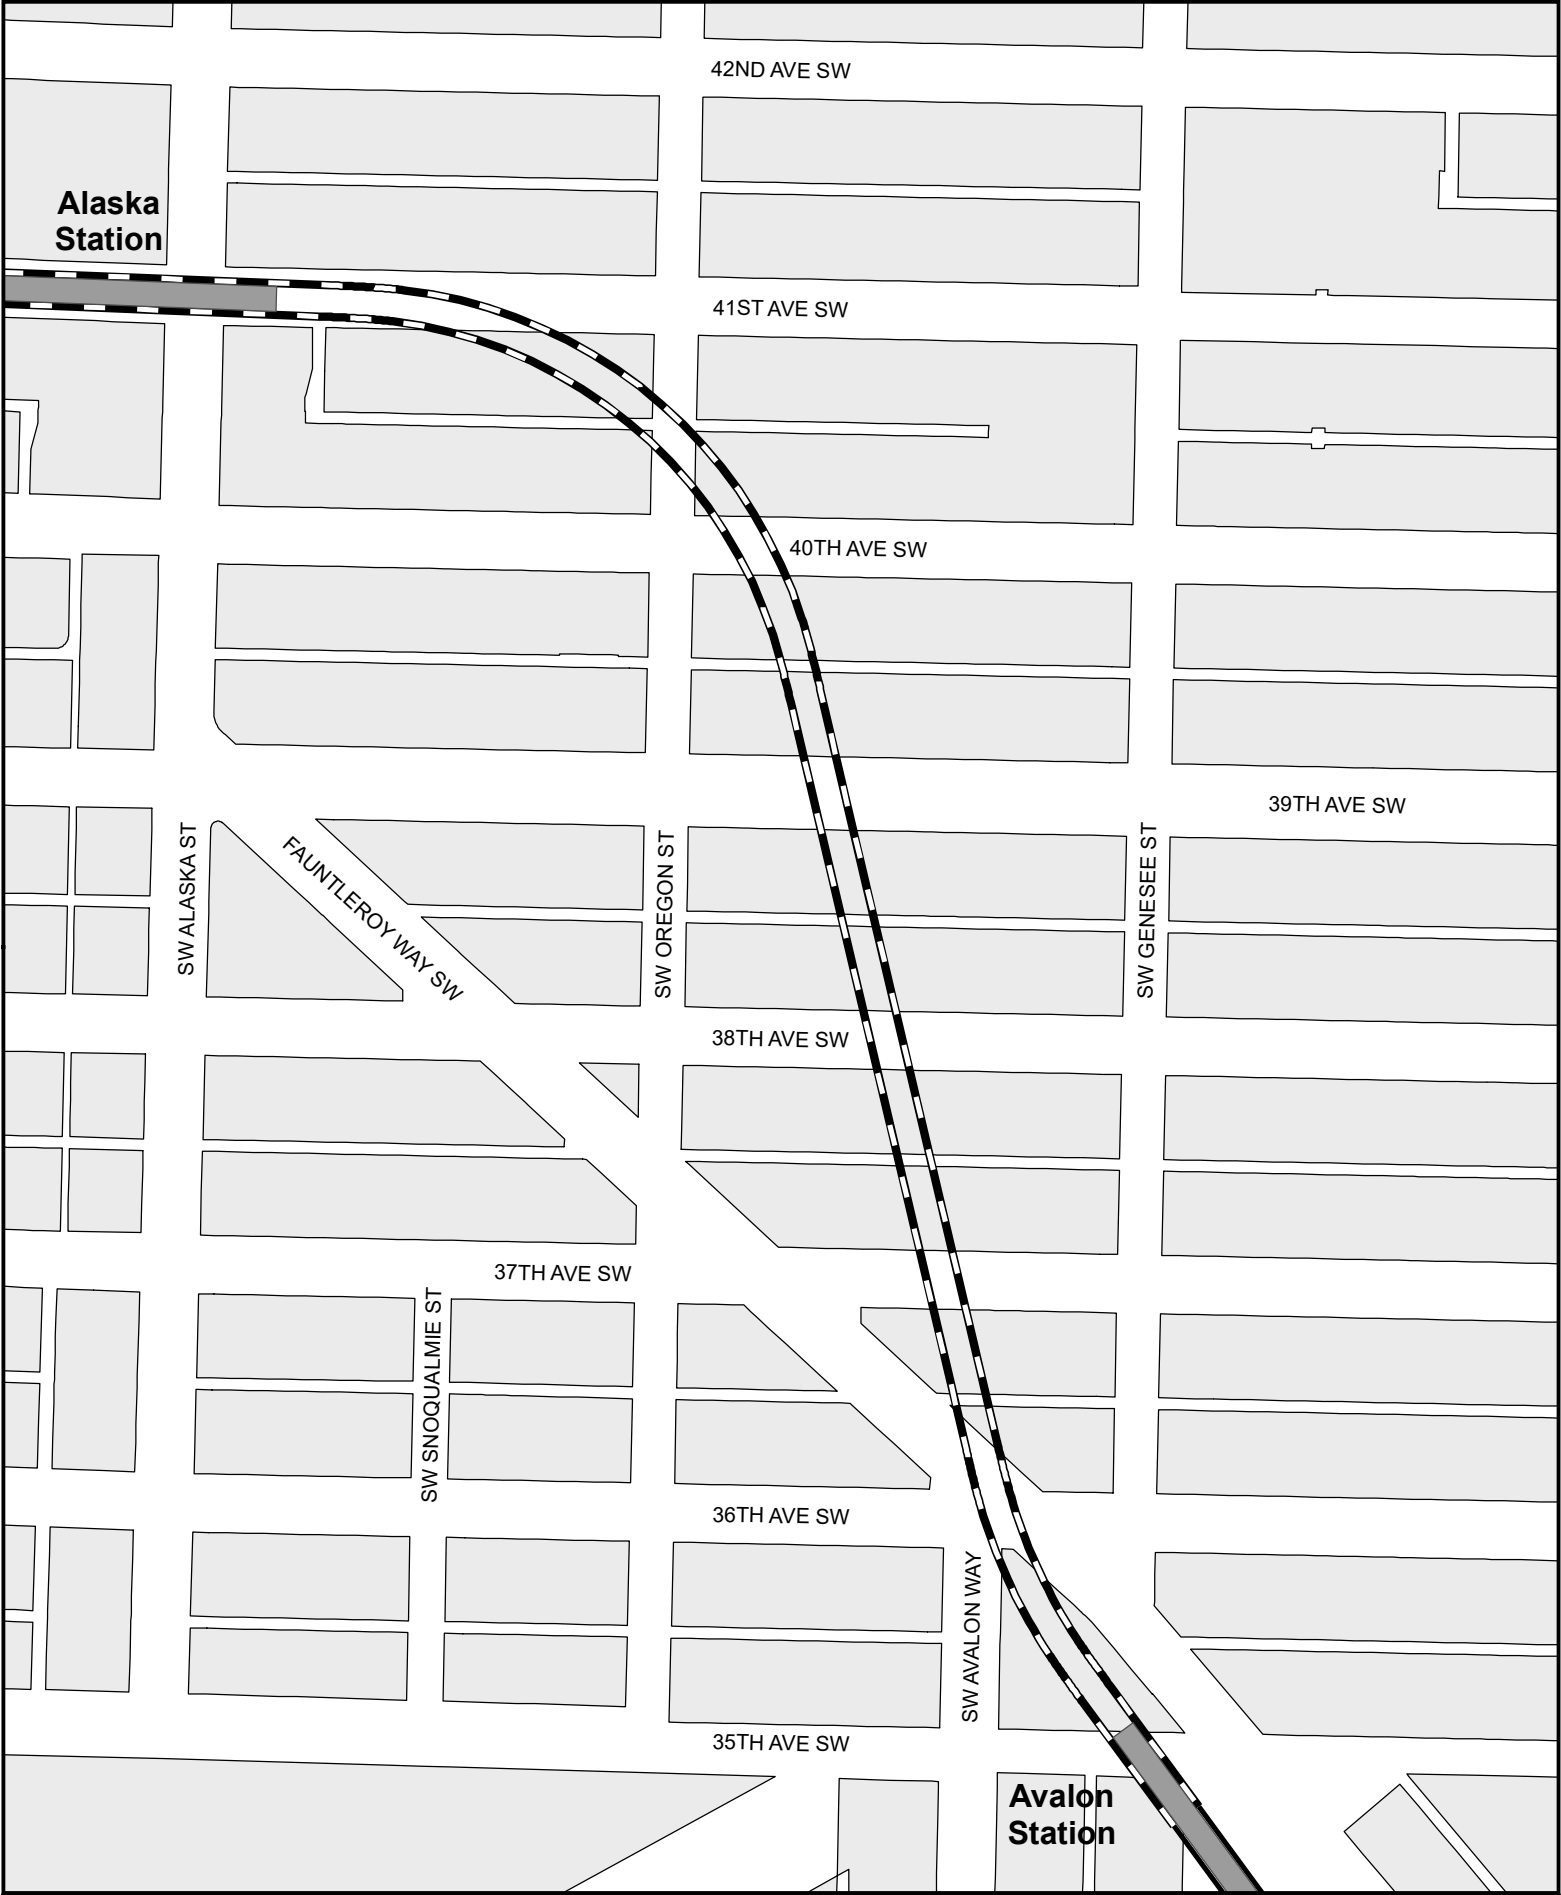 42ND AVE SW
Alaska
Station
41ST AVE SW
40TH AVE SW
39TH AVE SW
SW ALASKA ST
FAUNTLEROY WAY SW
SW OREGON ST
SW GENESEE ST
38TH AVE SW
37TH AVE SW
SW SNOQUALMIE ST
36TH AVE SW
SW AVALON WAY
35TH AVE SW
Avalon
Station